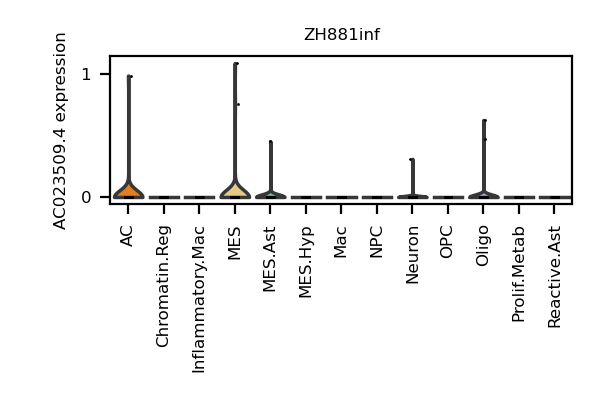 ZH881inf
AC023509.4 expression
1
0
AC
Chromatin.Reg
Inflammatory.Mac
MES
MES.Ast
MES.Hyp
Mac
NPC
Neuron
OPC
Oligo
Prolif.Metab
Reactive.Ast